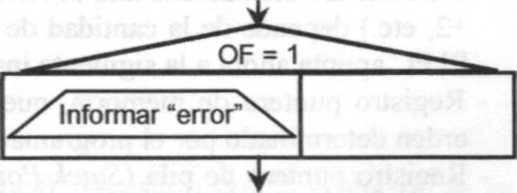 OF = 1
Informar "error"